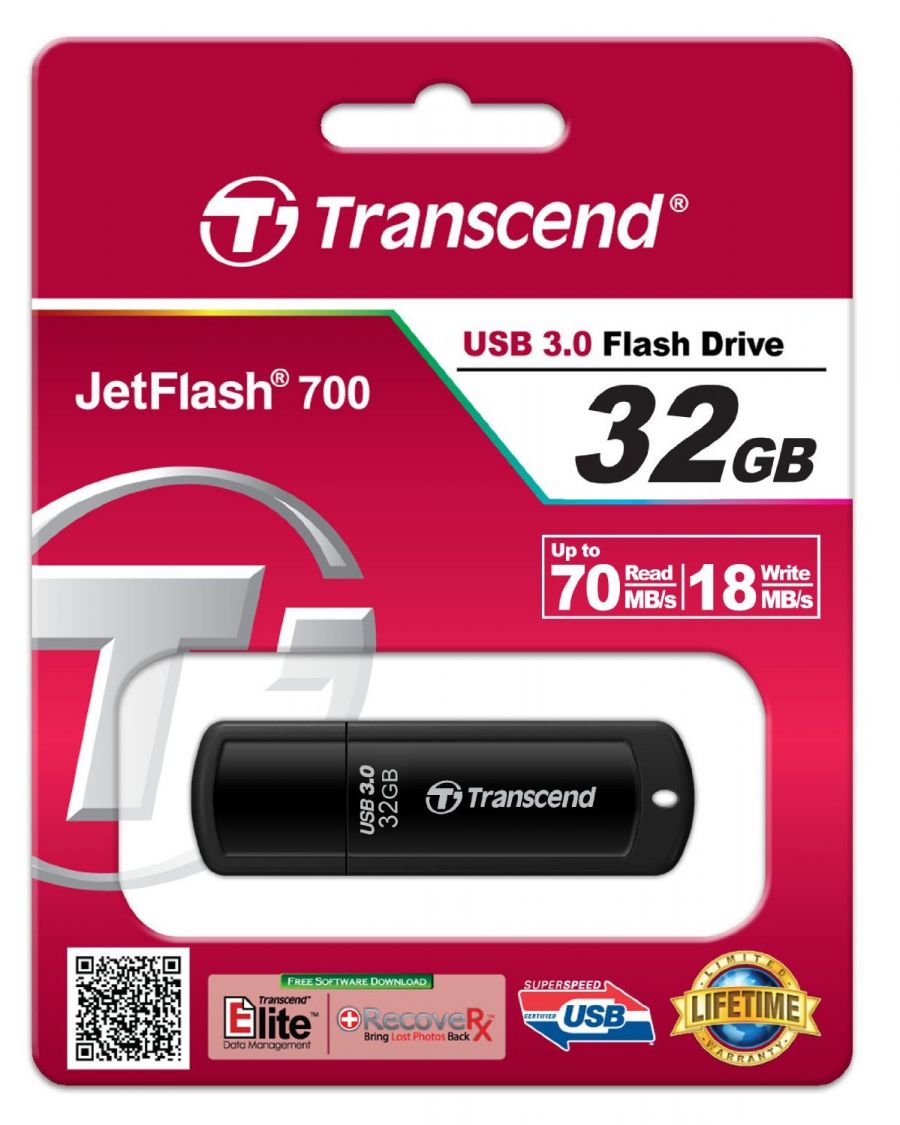 Transcend®
USB 3.0 Flash Drive
JetFlash® 700
32GB
Up to
70 Read MB/s | 18 Write MB/s
USB 3.0
32GB
Transcend
FREE SOFTWARE DOWNLOAD
Transcend®
Elite™
Data Management
RecoveRx™
Bring Lost Photos Back
SUPERSPEED
CERTIFIED USB
LIMITED
LIFETIME
WARRANTY